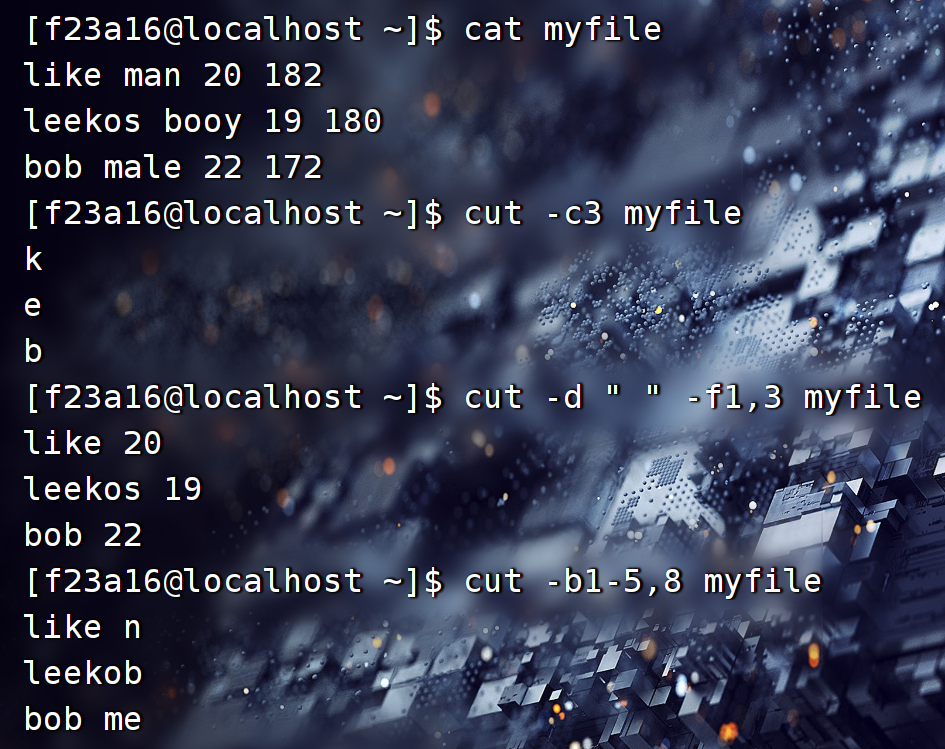 [f23a16@localhost ~]$ cat myfile
like man 20 182
leekos booy 19 180
bob male 22 172
[f23a16@localhost ~]$ cut -c3 myfile
k
e
b
[f23a16@localhost ~]$ cut -d " " -f1,3 myfile
like 20
leekos 19
bob 22
[f23a16@localhost ~]$ cut -b1-5,8 myfile
like n
leekob
bob me